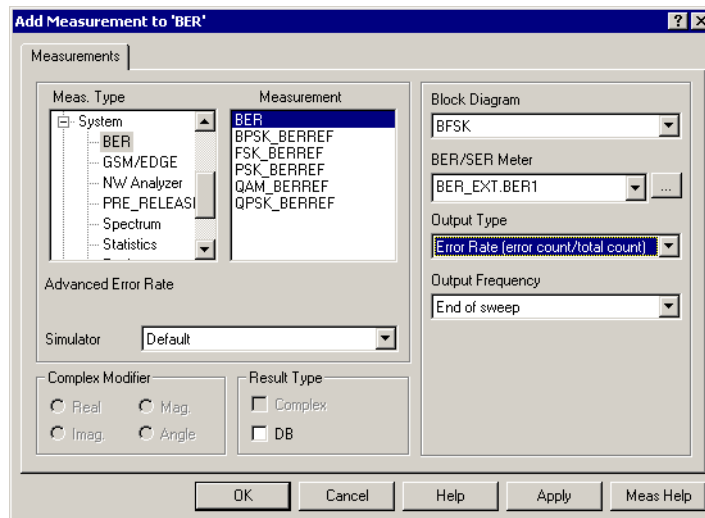 Add Measurement to 'BER'
Measurements
Meas. Type
System
BER
GSM/EDGE
NW Analyzer
PRE_RELEAS
Spectrum
Statistics
Measurement
BER
BPSK_BERREF
FSK_BERREF
PSK_BERREF
QAM_BERREF
QPSK_BERREF
Advanced Error Rate
Simulator
Default
Complex Modifier
Real
Mag.
Imag.
Angle
Result Type
Complex
DB
Block Diagram
BFSK
BER/SER Meter
BER_EXT.BER1
...
Output Type
Error Rate (error count/total count)
Output Frequency
End of sweep
OK
Cancel
Help
Apply
Meas Help